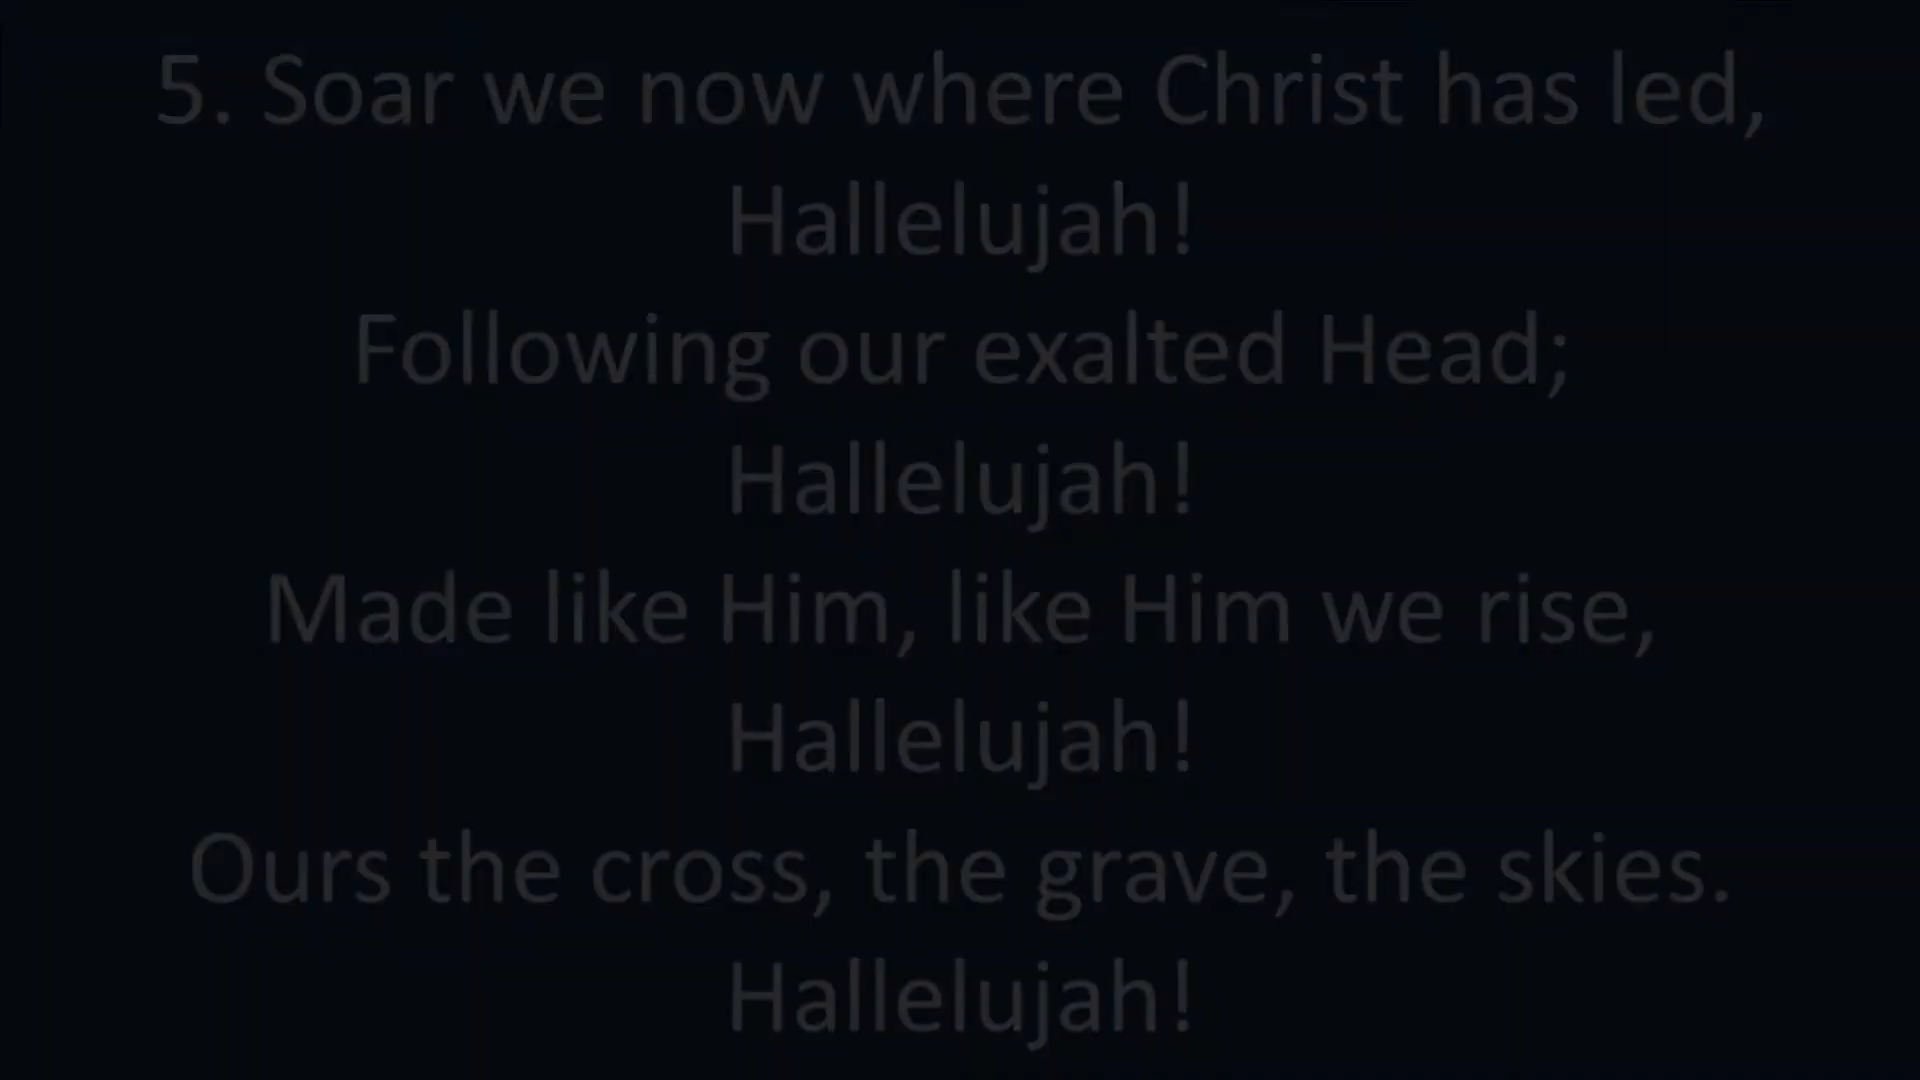 5. Soar we now where Christ has led,
Hallelujah!
Following our exalted Head;
Hallelujah!
Made like Him, like Him we rise,
Hallelujah!
Ours the cross, the grave, the skies.
Hallelujah!